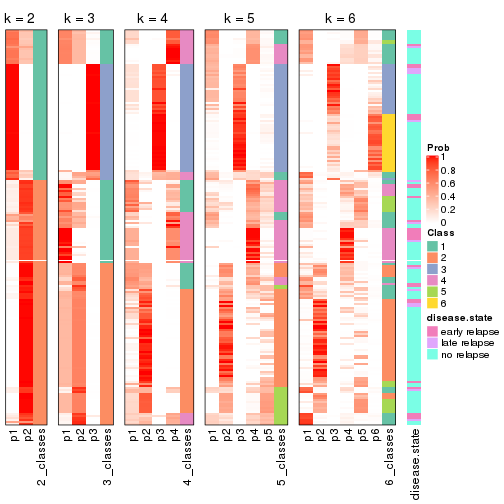 k = 2 k = 3 k = 4 k = 5 k = 6
Prob
1
0.8
0.6
0.4
0.2
0
Class
1
2
3
4
5
6
disease.state
early relapse
late relapse
no relapse
p1 p2 2_classes p1 p2 p3 3_classes p1 p2 p3 p4 4_classes p1 p2 p3 p4 p5 5_classes p1 p2 p3 p4 p5 p6 6_classes disease.state